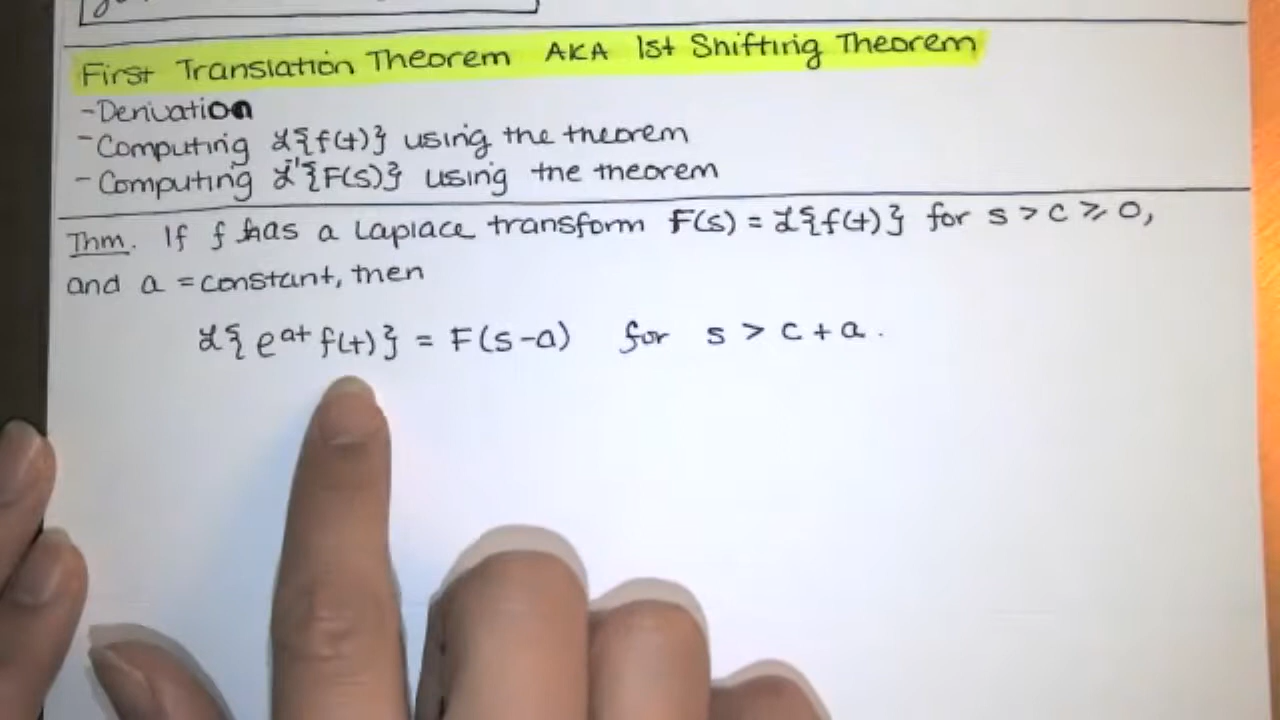 First Translation Theorem AKA 1st Shifting Theorem
- Derivation
- Computing ℒ{f(t)} using the theorem
- Computing ℒ⁻¹{F(s)} using the theorem
Thm. If f has a Laplace transform F(s) = ℒ{f(t)} for s > c ≥ 0,
and a = constant, then
ℒ{e^{at} f(t)} = F(s-a) for s > c + a.